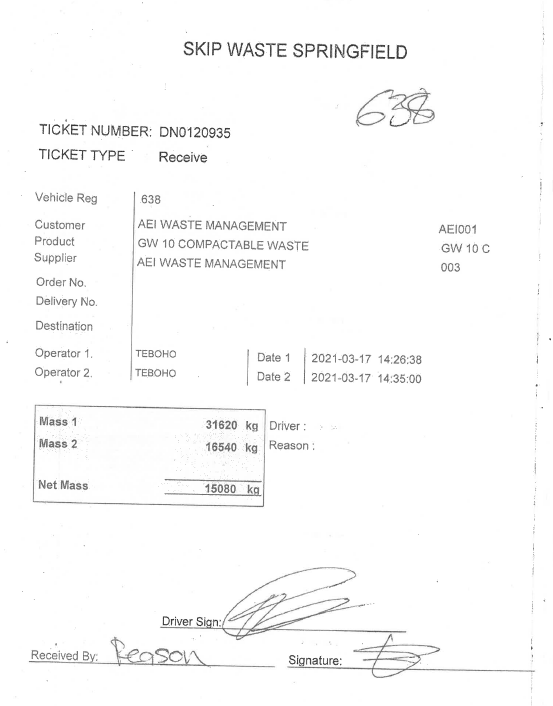 SKIP WASTE SPRINGFIELD
638
TICKET NUMBER: DN0120935
TICKET TYPE Receive
Vehicle Reg 638
Customer AEI WASTE MANAGEMENT AEI001
Product GW 10 COMPACTABLE WASTE GW 10 C
Supplier AEI WASTE MANAGEMENT 003
Order No.
Delivery No.
Destination
Operator 1. TEBOHO Date 1 2021-03-17 14:26:38
Operator 2. TEBOHO Date 2 2021-03-17 14:35:00
Mass 1 31620 kg Driver :
Mass 2 16540 kg Reason :
Net Mass 15080 kg
Driver Sign:
Received By: Reason Signature: